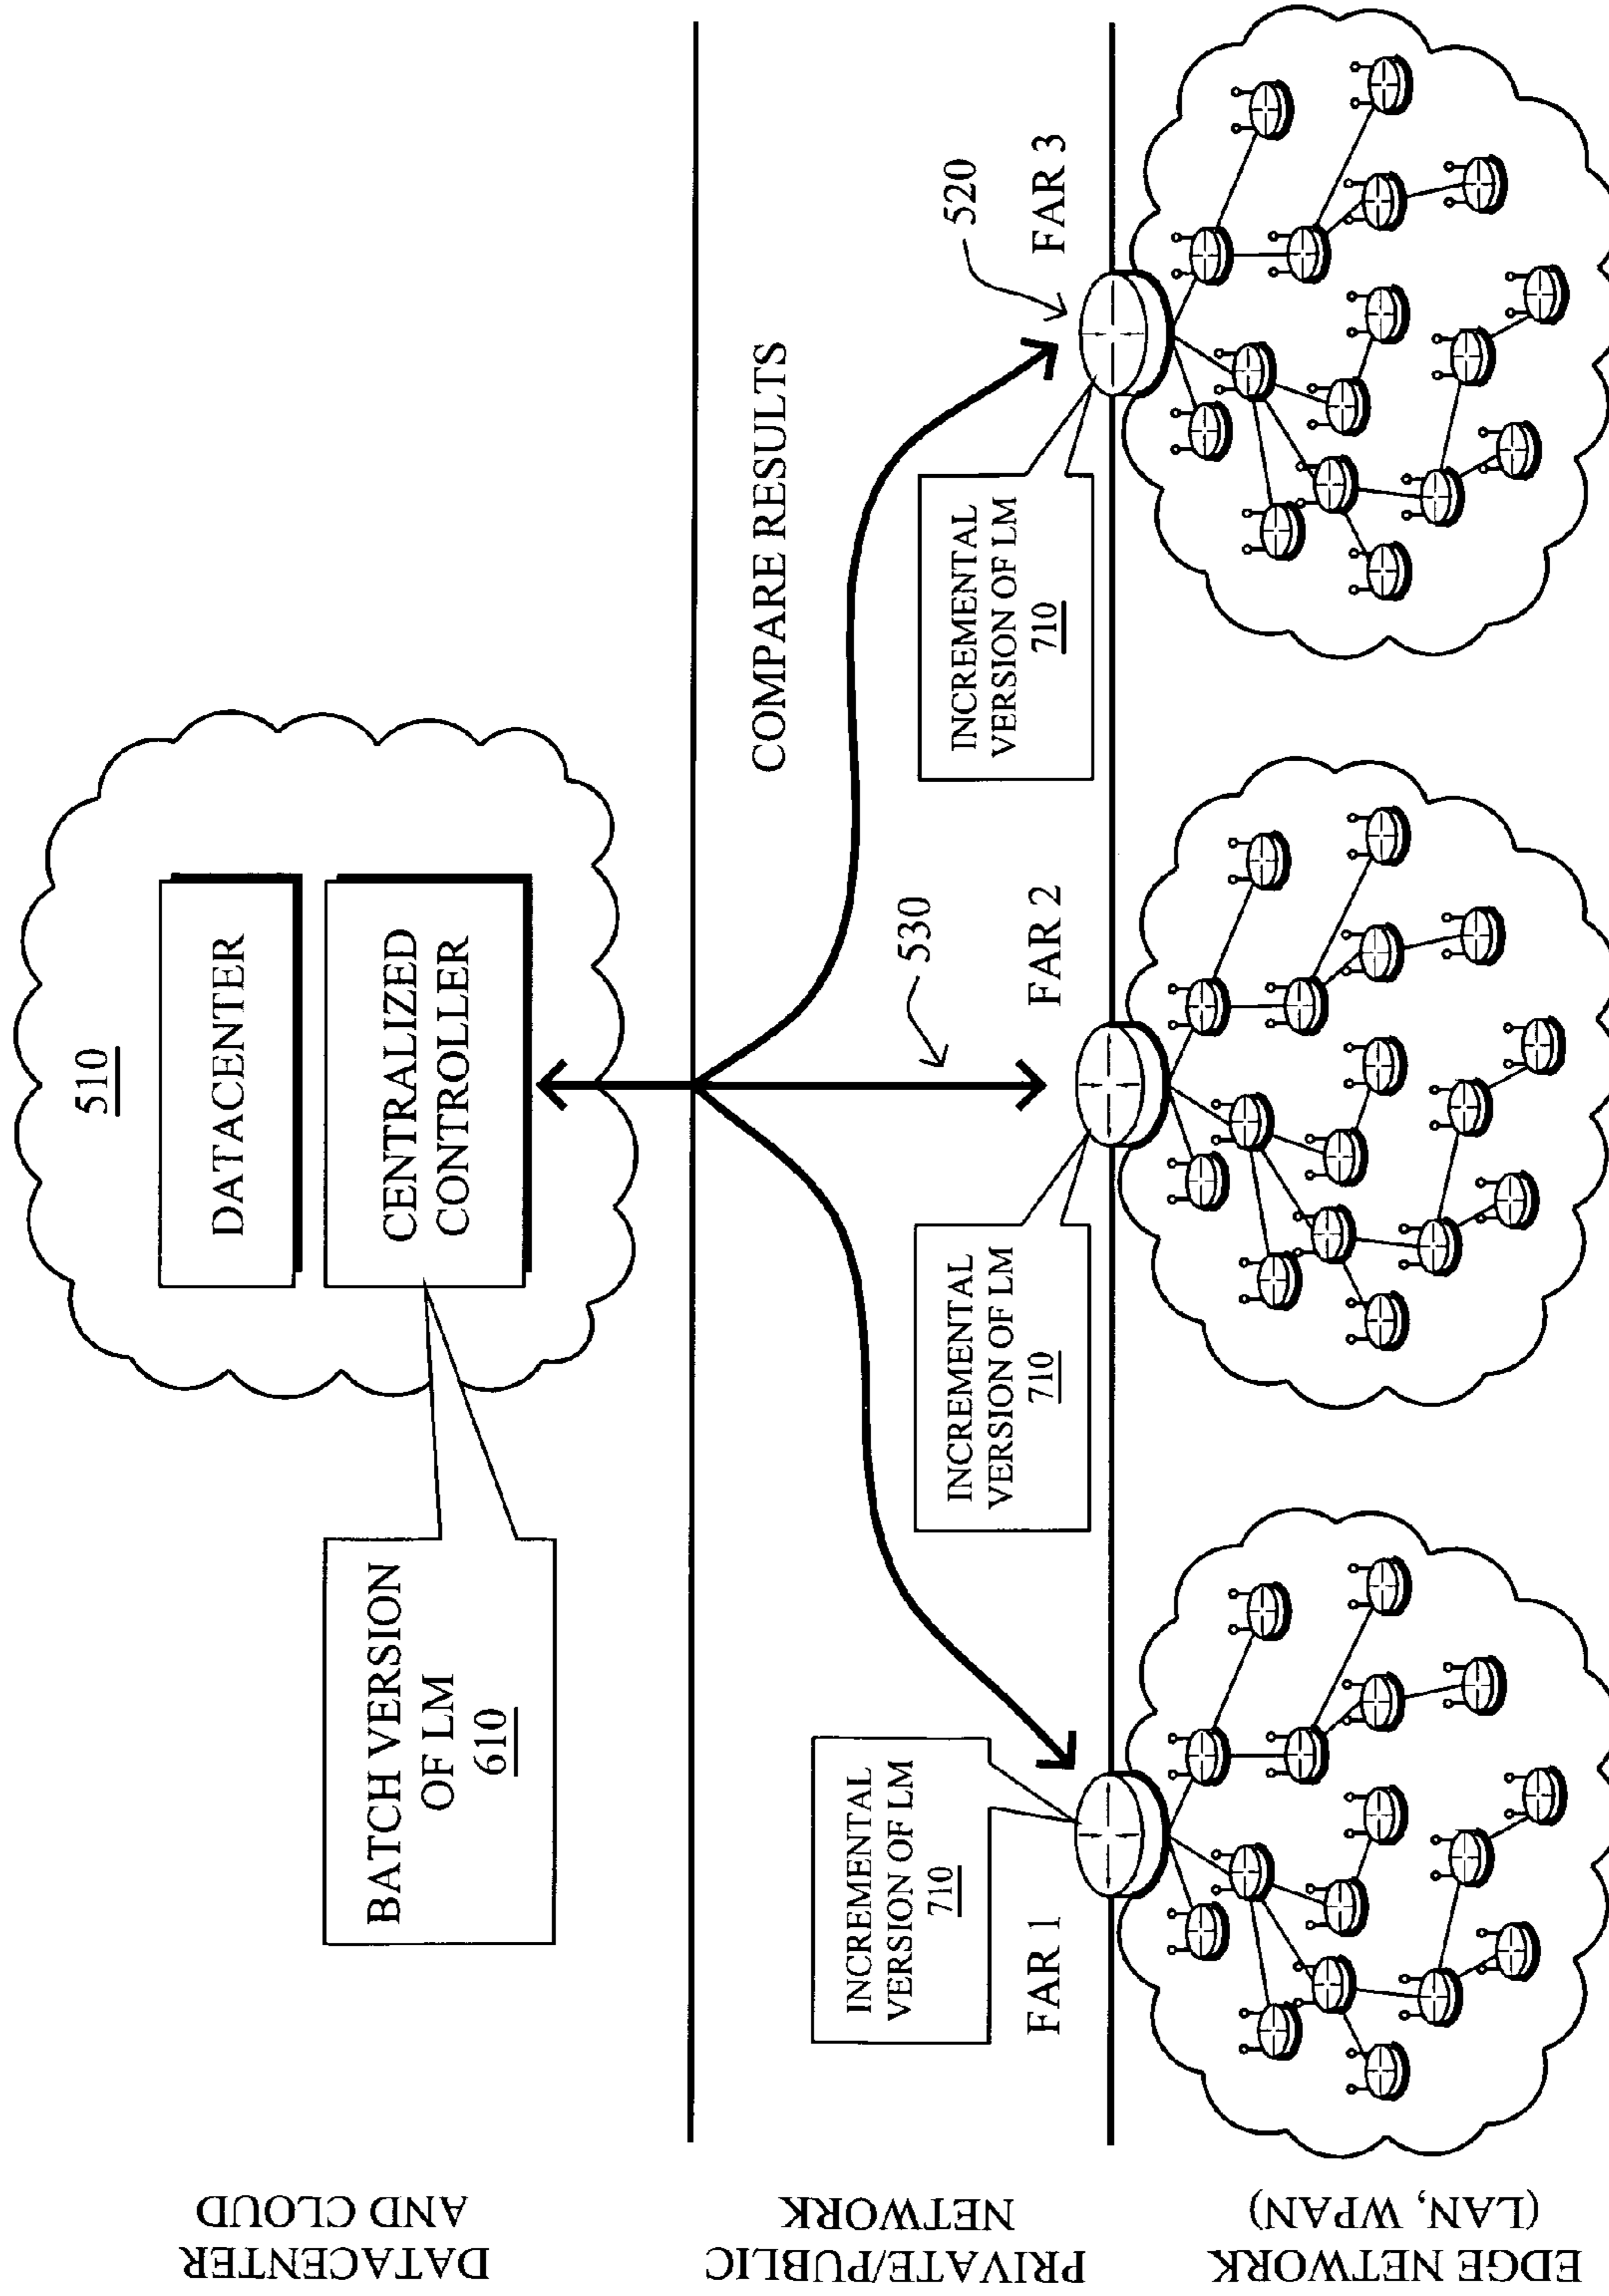 DATACENTER
AND CLOUD
510
DATACENTER
CENTRALIZED
CONTROLLER
BATCH VERSION
OF LM
610
PRIVATE/PUBLIC
NETWORK
COMPARE RESULTS
530
520
INCREMENTAL
VERSION OF LM
710
FAR 1
INCREMENTAL
VERSION OF LM
710
FAR 2
INCREMENTAL
VERSION OF LM
710
FAR 3
EDGE NETWORK
(LAN, WPAN)